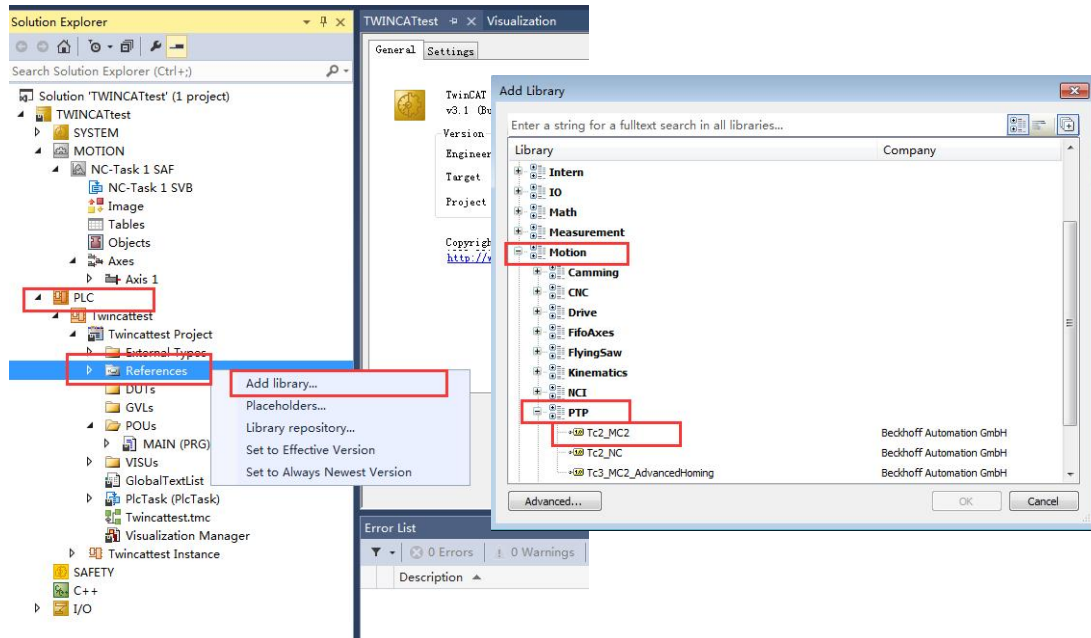 Solution Explorer
Search Solution Explorer (Ctrl+;)
Solution 'TWINCATtest' (1 project)
TWINCATtest
SYSTEM
MOTION
NC-Task 1 SAF
NC-Task 1 SVB
Image
Tables
Objects
Axes
Axis 1
PLC
Twincattest
Twincattest Project
External Types
References
DUTs
GVLs
POUs
MAIN (PRG)
VISUs
GlobalTextList
PlcTask (PlcTask)
Twincattest.tmc
Visualization Manager
Twincattest Instance
SAFETY
C++
I/O
Add library...
Placeholders...
Library repository...
Set to Effective Version
Set to Always Newest Version
TWINCATtest Visualization
General Settings
TwinCAT
v3.1 (Bu
Version
Engineer
Target
Project
Copyrigh
http://w
Error List
0 Errors 0 Warnings
Description
Add Library
Enter a string for a fulltext search in all libraries...
Library Company
Intern
IO
Math
Measurement
Motion
Camming
CNC
Drive
FifoAxes
FlyingSaw
Kinematics
NCI
PTP
Tc2_MC2 Beckhoff Automation GmbH
Tc2_NC Beckhoff Automation GmbH
Tc3_MC2_AdvancedHoming Beckhoff Automation GmbH
Advanced... OK Cancel